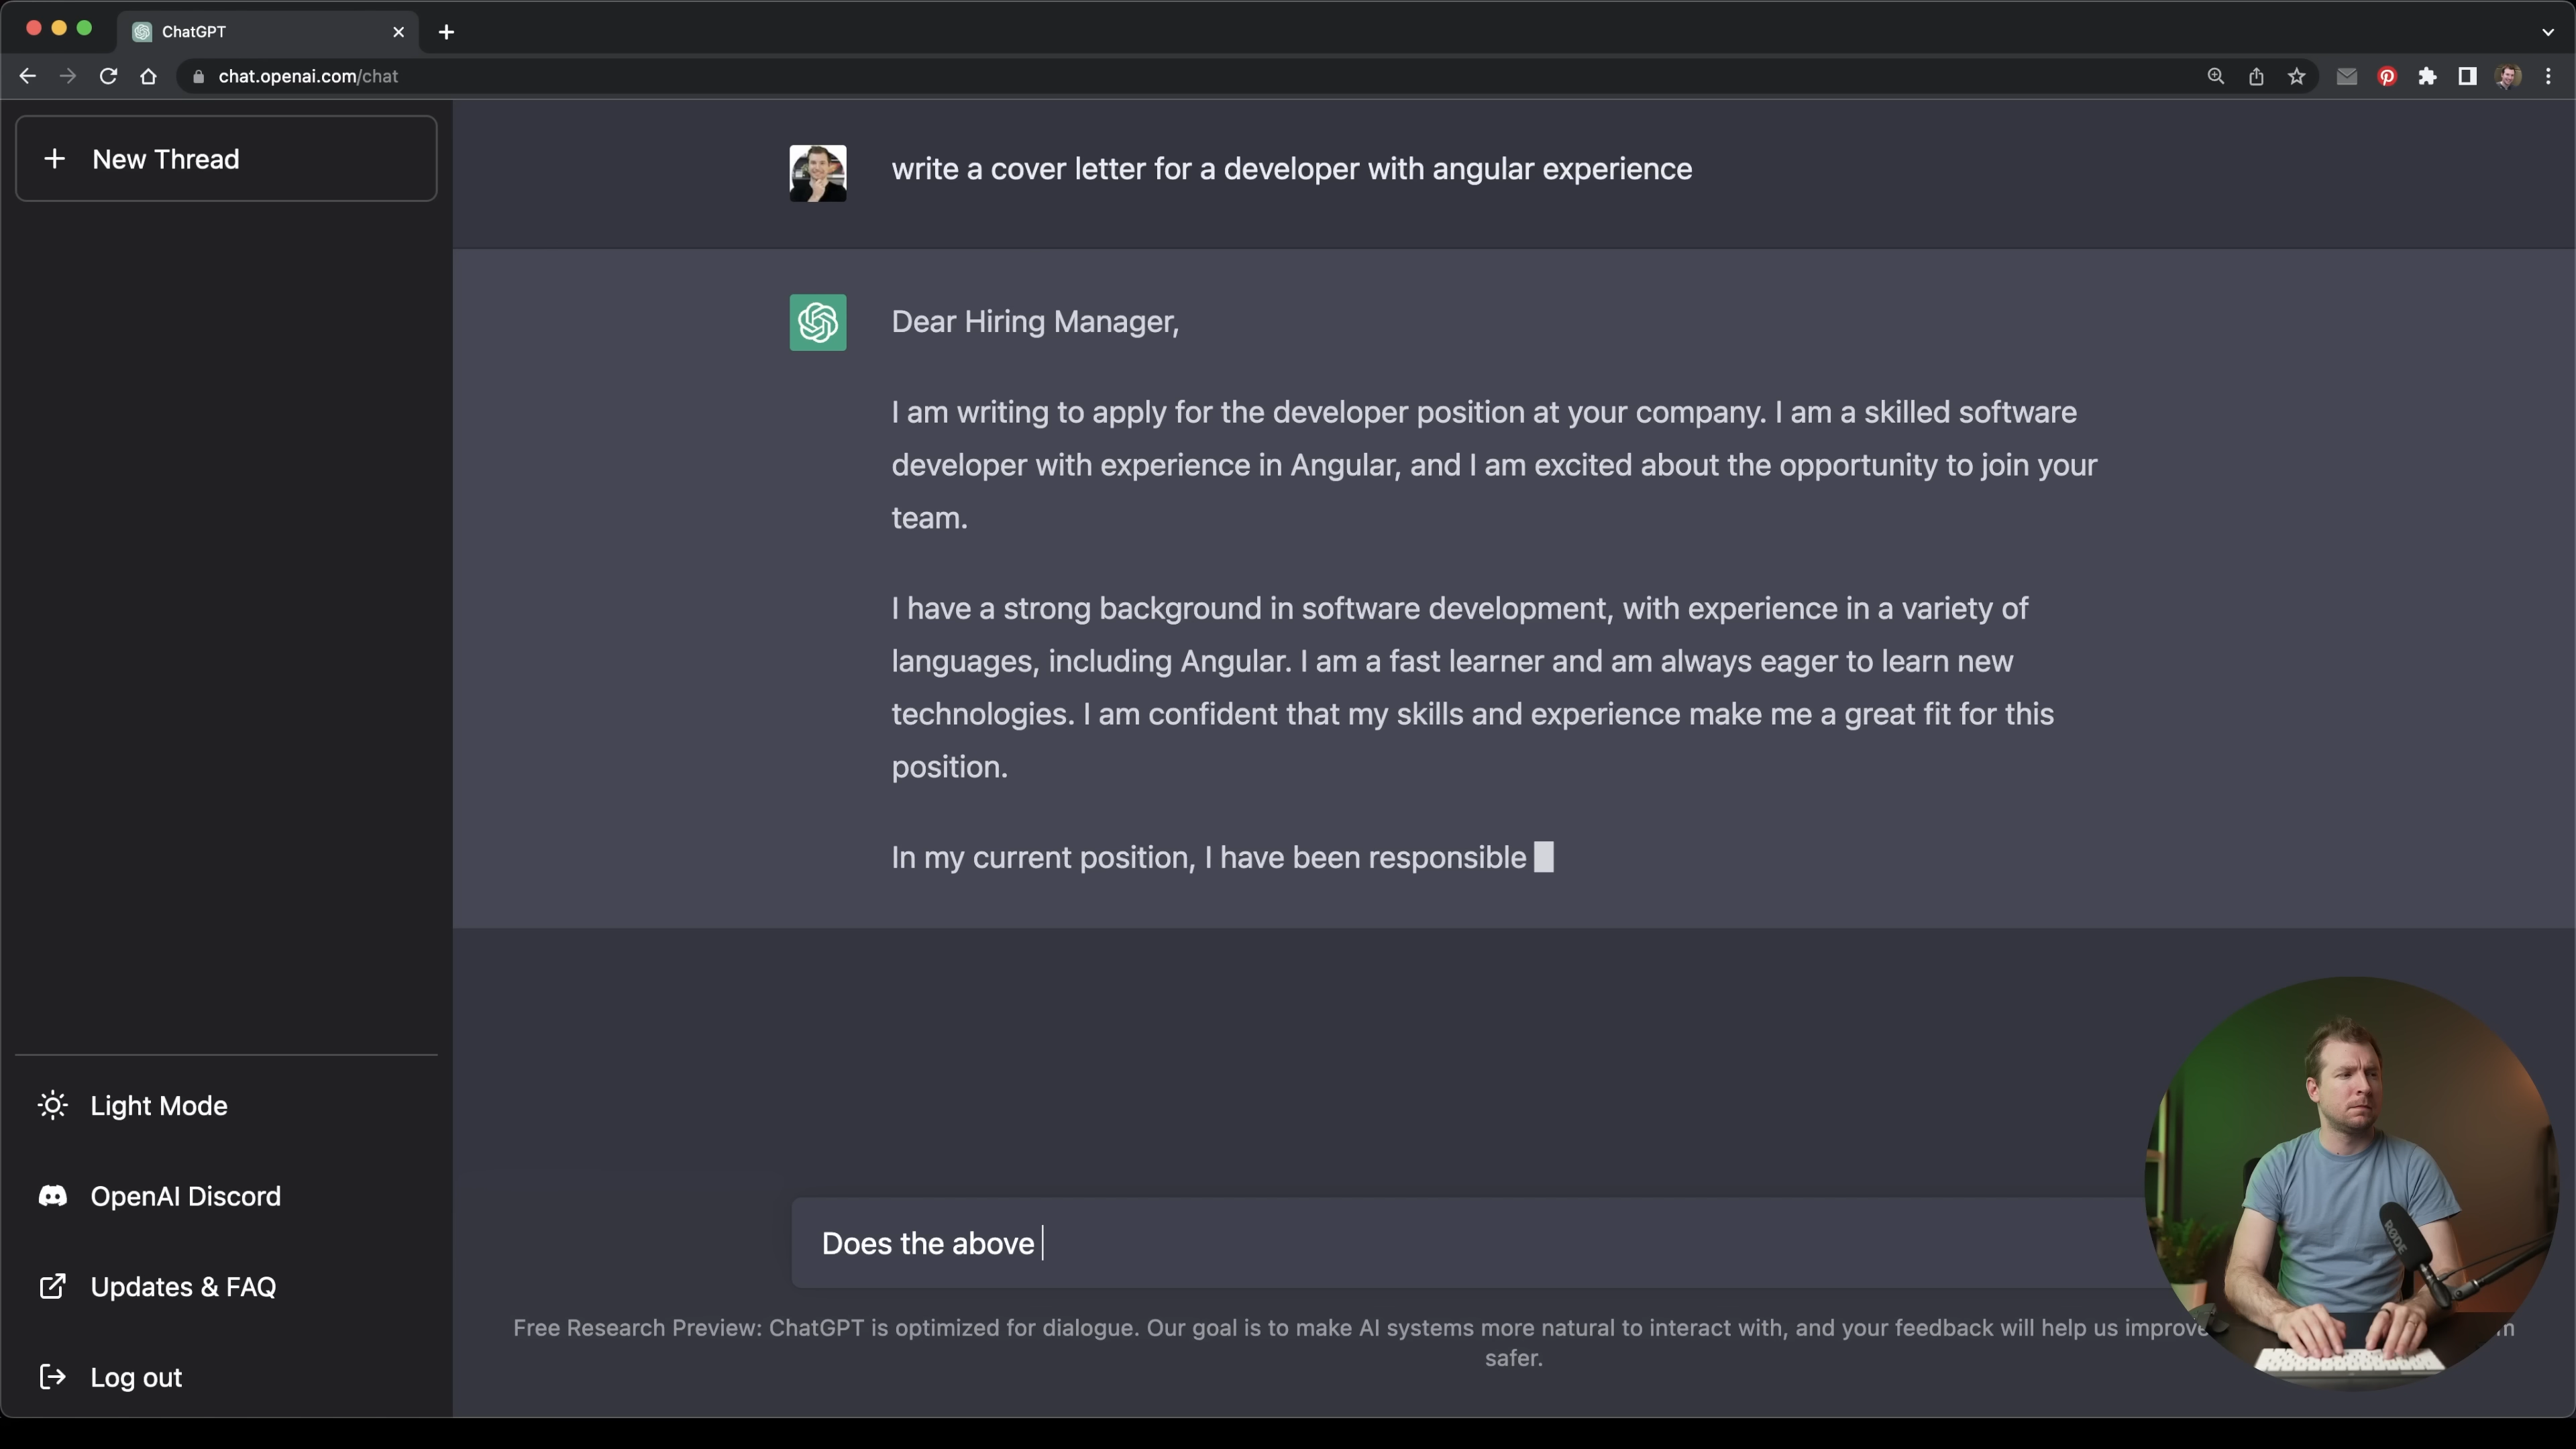 ChatGPT
chat.openai.com/chat
New Thread
write a cover letter for a developer with angular experience
Dear Hiring Manager,
I am writing to apply for the developer position at your company. I am a skilled software
developer with experience in Angular, and I am excited about the opportunity to join your
team.
I have a strong background in software development, with experience in a variety of
languages, including Angular. I am a fast learner and am always eager to learn new
technologies. I am confident that my skills and experience make me a great fit for this
position.
In my current position, I have been responsible
Light Mode
OpenAI Discord
Updates & FAQ
Log out
Does the above
RØDE
Free Research Preview: ChatGPT is optimized for dialogue. Our goal is to make AI systems more natural to interact with, and your feedback will help us improve
safer.